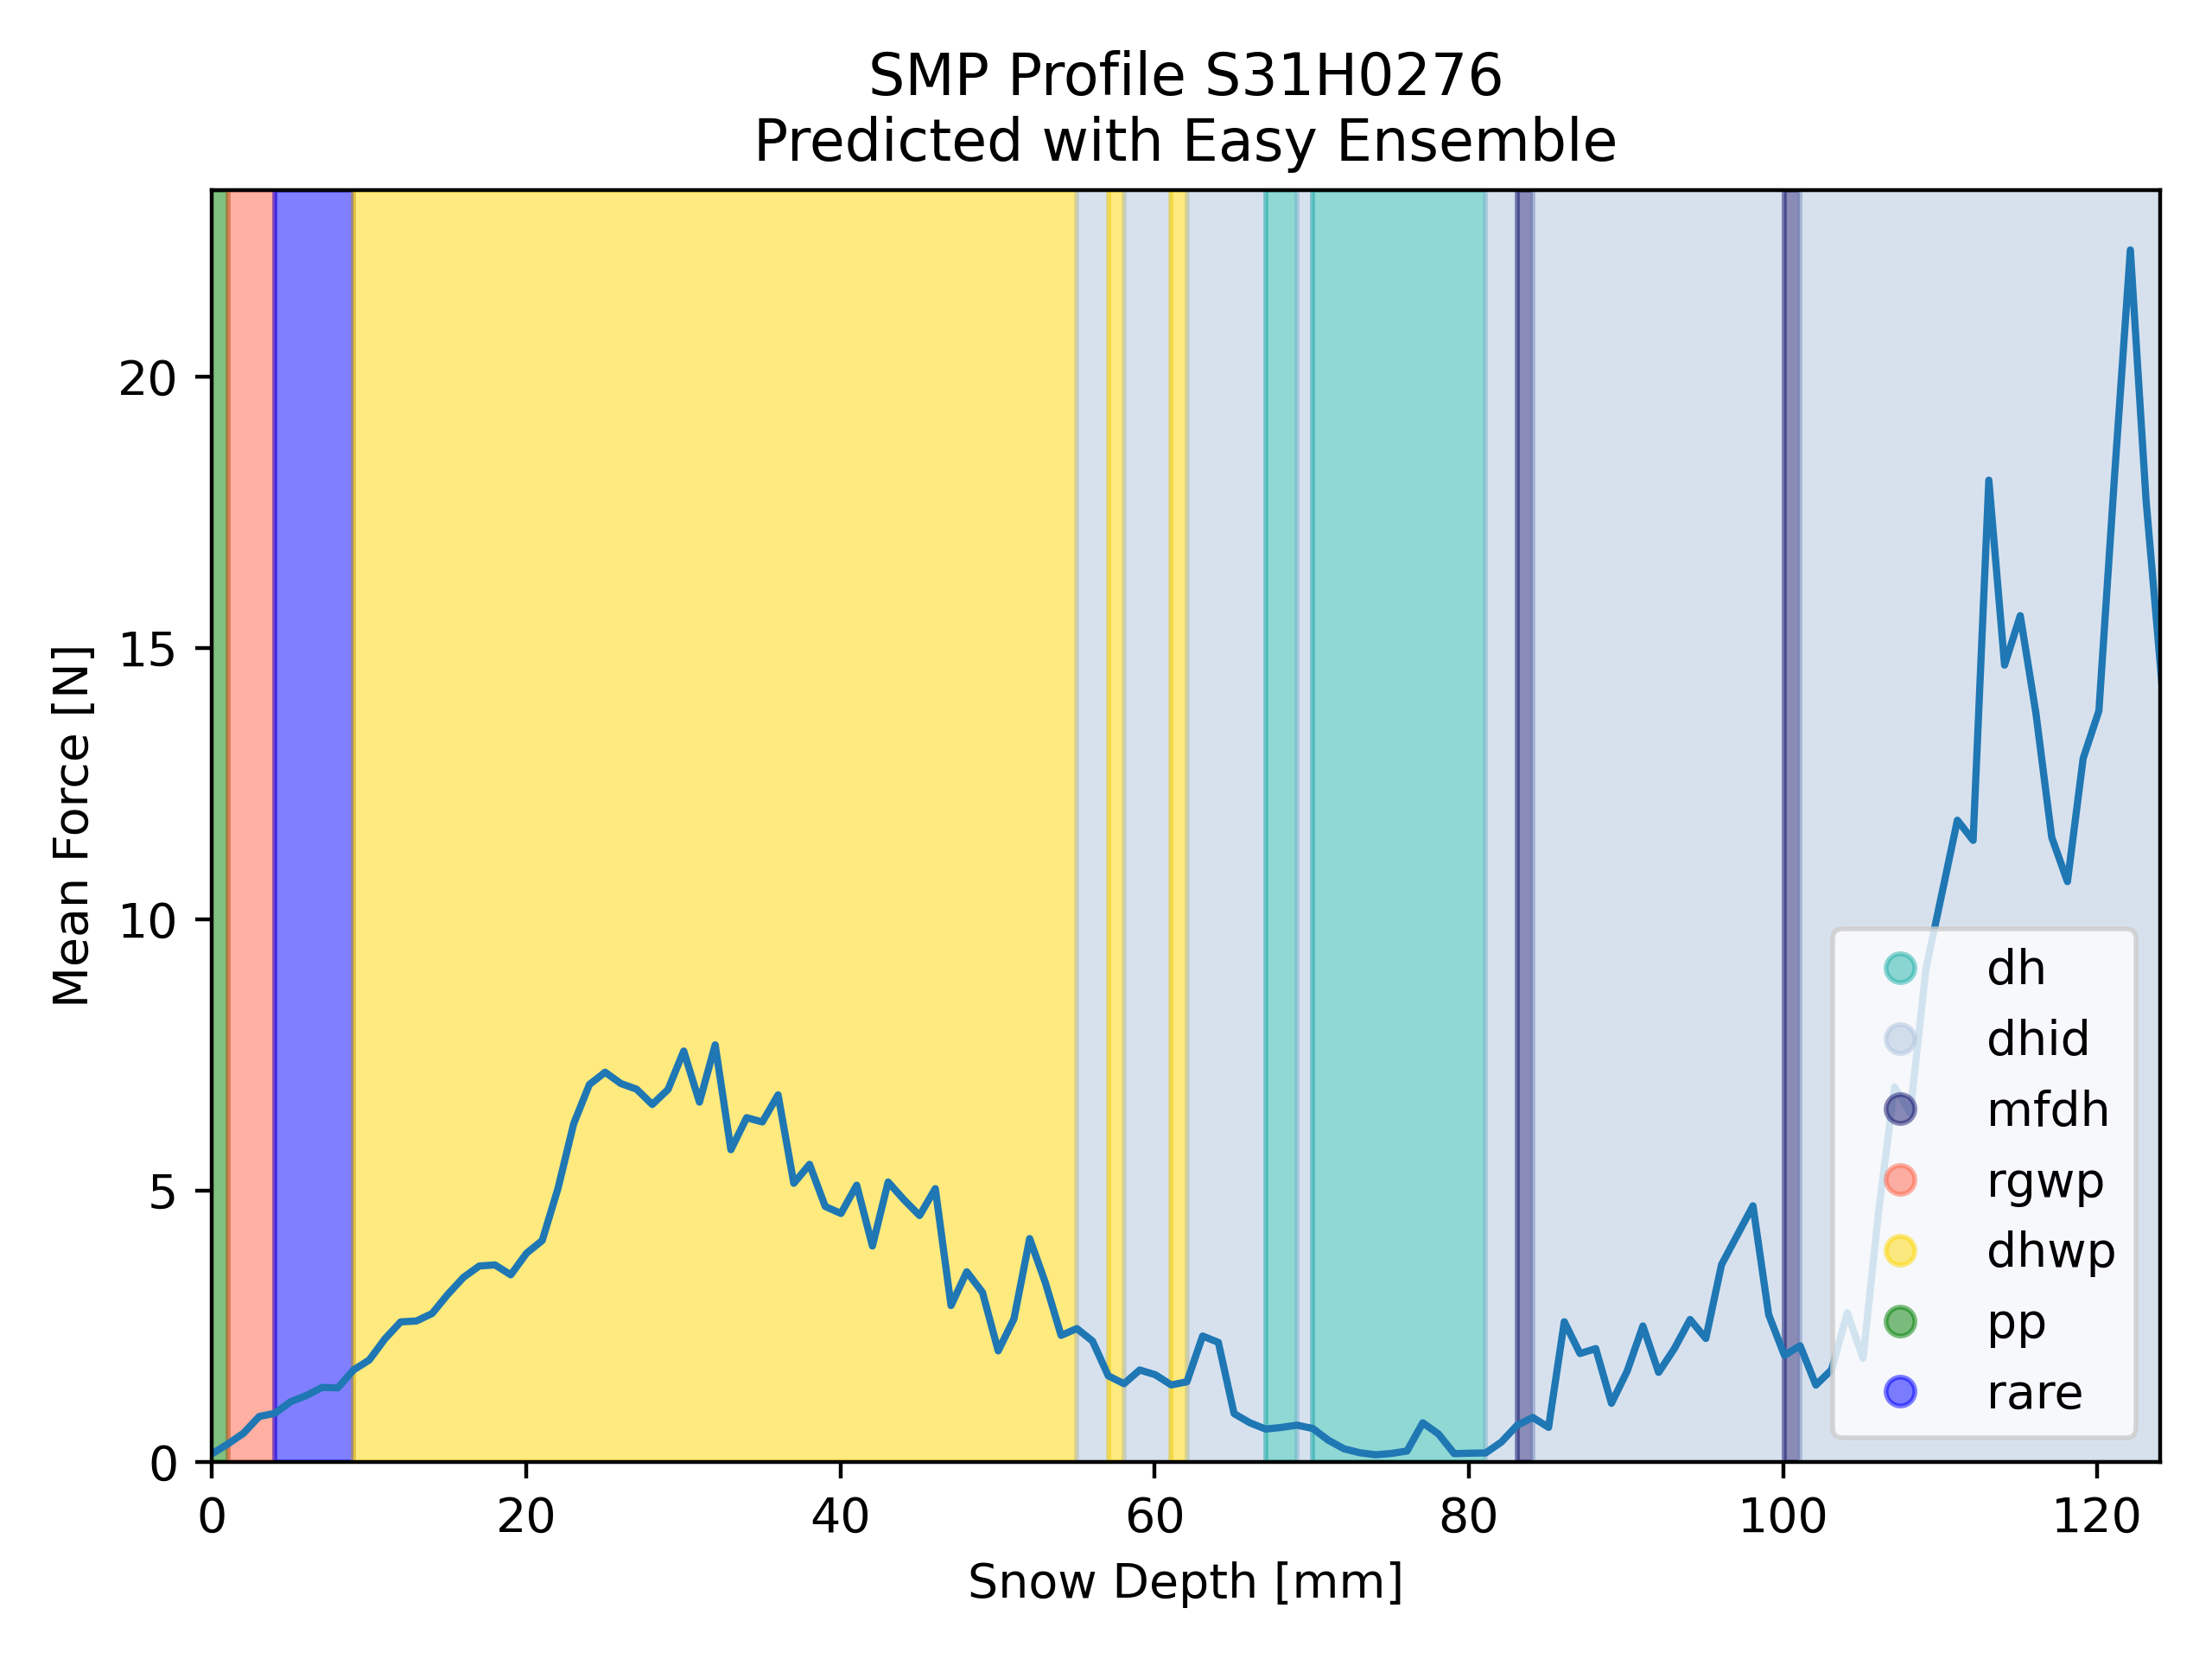 SMP Profile S31H0276
Predicted with Easy Ensemble
Mean Force [N]
20
15
10
5
0
0 20 40 60 80 100 120
Snow Depth [mm]
dh
dhid
mfdh
rgwp
dhwp
pp
rare